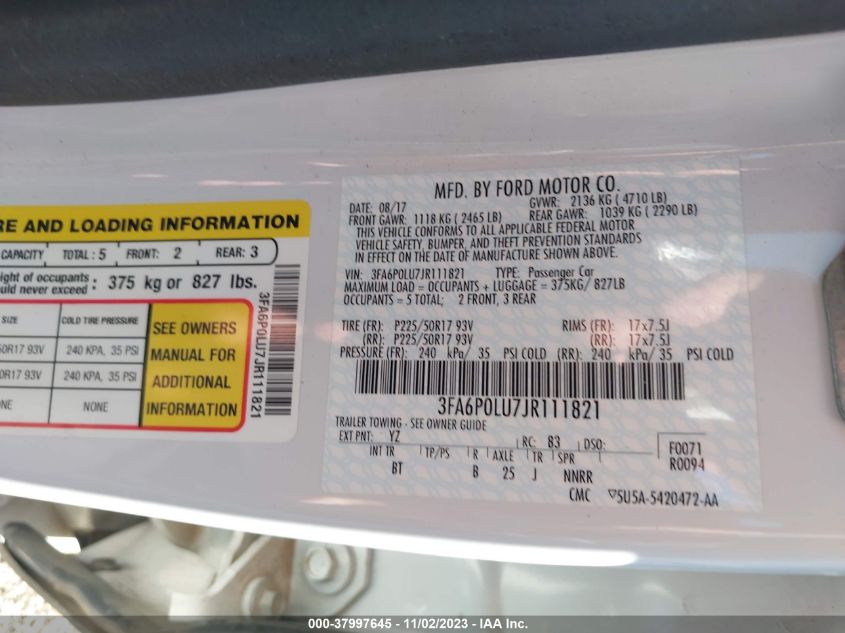 RE AND LOADING INFORMATION
CAPACITY TOTAL : 5 FRONT: 2 REAR: 3
ight of occupants
ould never exceed : 375 kg or 827 lbs.
SIZE COLD TIRE PRESSURE
50R17 93V 240 KPA, 35 PSI
0R17 93V 240 KPA, 35 PSI
NE NONE
SEE OWNERS
MANUAL FOR
ADDITIONAL
INFORMATION
3FA6P0LU7JR111821
MFD. BY FORD MOTOR CO.
DATE: 08/17 GVWR: 2136 KG ( 4710 LB)
FRONT GAWR: 1118 KG ( 2465 LB) REAR GAWR: 1039 KG ( 2290 LB)
THIS VEHICLE CONFORMS TO ALL APPLICABLE FEDERAL MOTOR
VEHICLE SAFETY, BUMPER, AND THEFT PREVENTION STANDARDS
IN EFFECT ON THE DATE OF MANUFACTURE SHOWN ABOVE.
VIN: 3FA6P0LU7JR111821 TYPE: Passenger Car
MAXIMUM LOAD = OCCUPANTS + LUGGAGE = 375KG/ 827LB
OCCUPANTS = 5 TOTAL; 2 FRONT, 3 REAR
TIRE (FR): P225/50R17 93V RIMS (FR): 17x7.5J
(RR): P225/50R17 93V (RR): 17x7.5J
PRESSURE (FR): 240 kPa/ 35 PSI COLD (RR): 240 kPa/ 35 PSI COLD
3FA6P0LU7JR111821
TRAILER TOWING - SEE OWNER GUIDE
EXT PNT: YZ RC: 83 DSO: F0071
INT TR TP/PS R AXLE TR SPR R0094
BT B 25 J NNRR
CMC 5U5A-5420472-AA
000-37997645 - 11/02/2023 - IAA Inc.